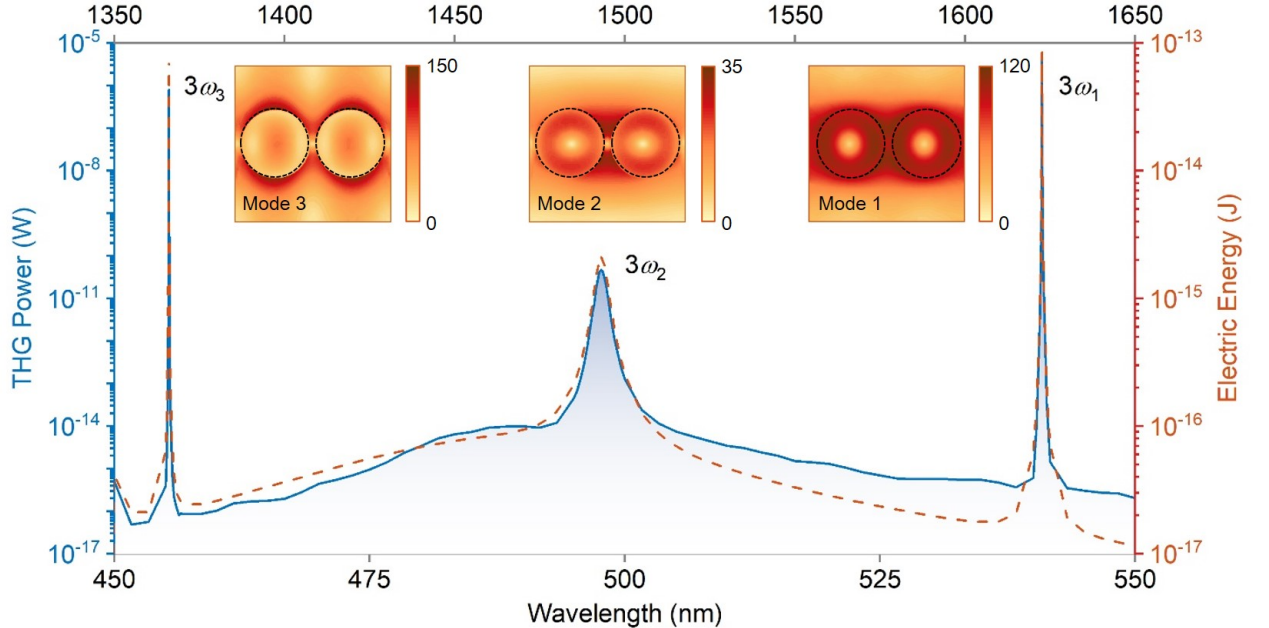 1350 1400 1450 1500 1550 1600 1650
10⁻⁵ 10⁻¹³
3ω₃ 150 35 120 3ω₁
10⁻⁸ 10⁻¹⁴
Mode 3 Mode 2 Mode 1
0 0 0
THG Power (W)
Electric Energy (J)
3ω₂
10⁻¹¹ 10⁻¹⁵
10⁻¹⁴ 10⁻¹⁶
10⁻¹⁷ 10⁻¹⁷
450 475 500 525 550
Wavelength (nm)